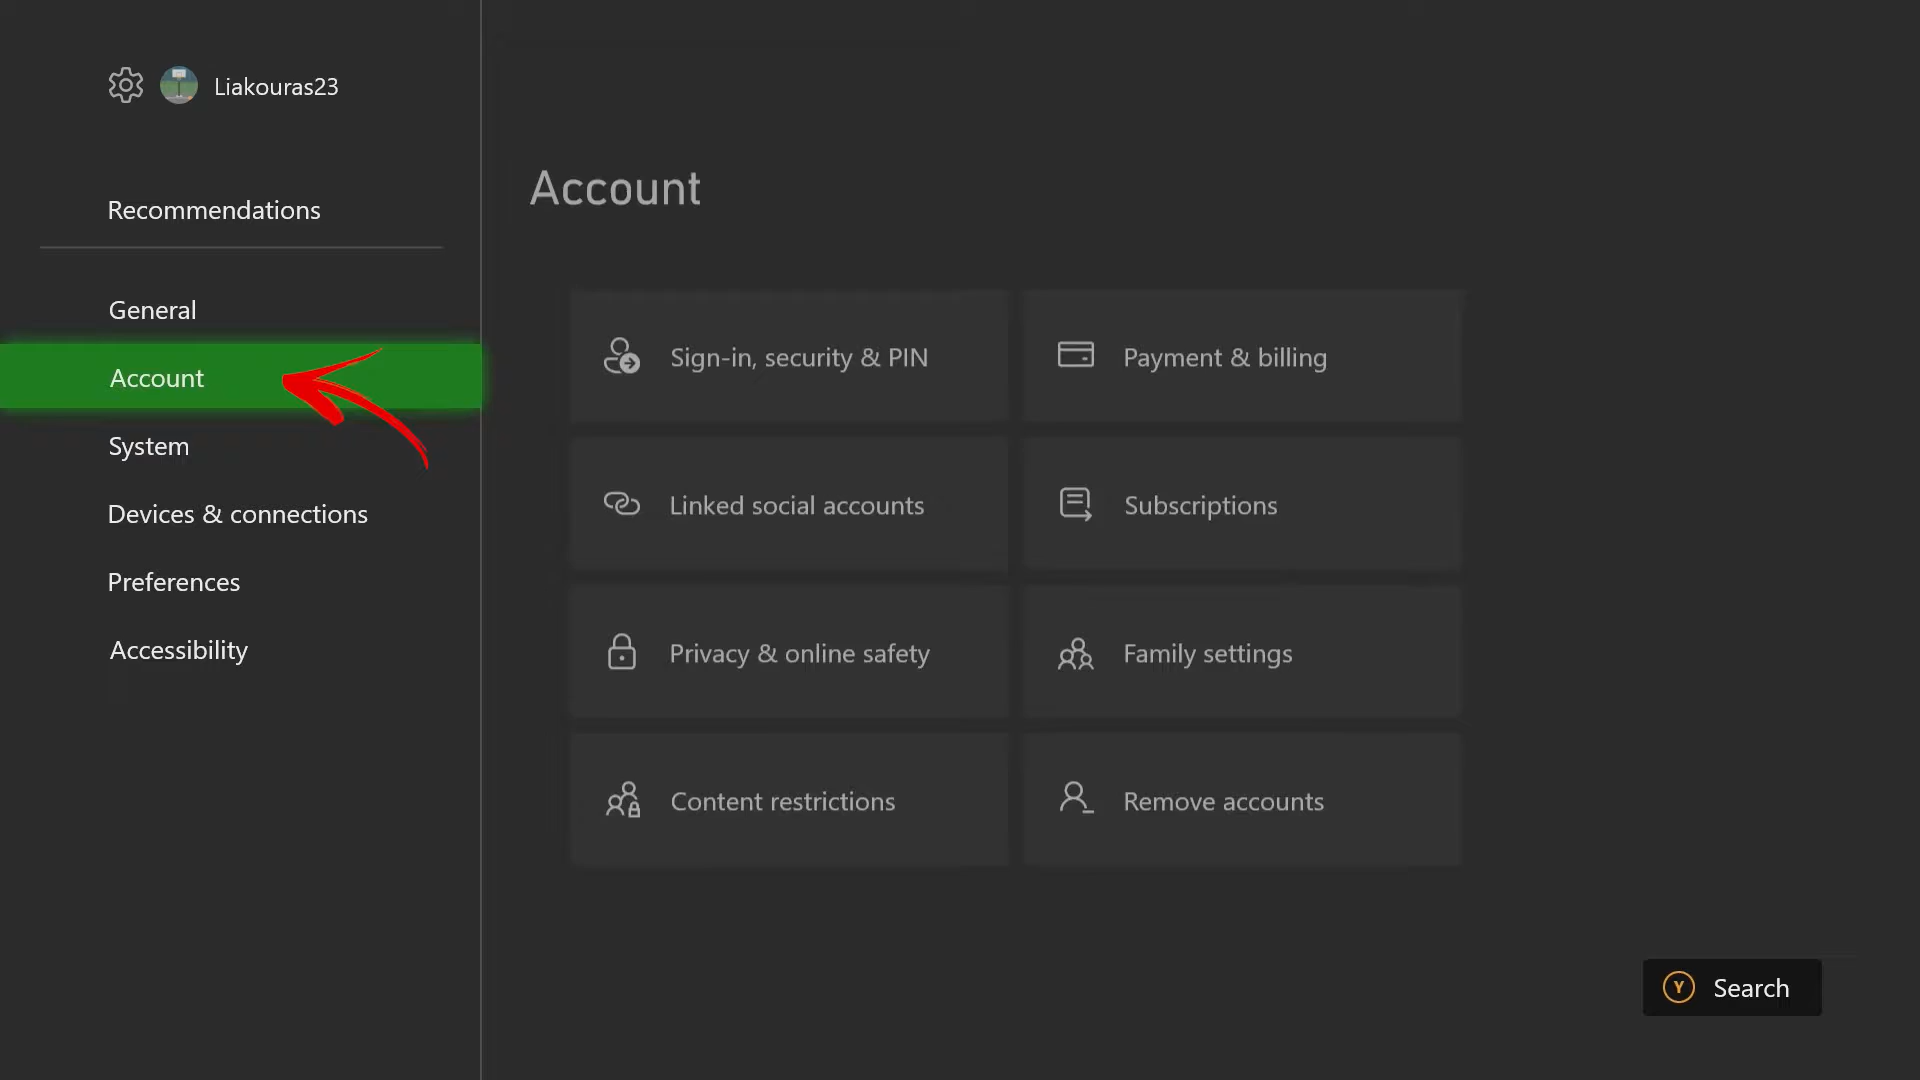 Liakouras23
Recommendations
General
Account
System
Devices & connections
Preferences
Accessibility
Account
Sign-in, security & PIN
Payment & billing
Linked social accounts
Subscriptions
Privacy & online safety
Family settings
Content restrictions
Remove accounts
Y Search